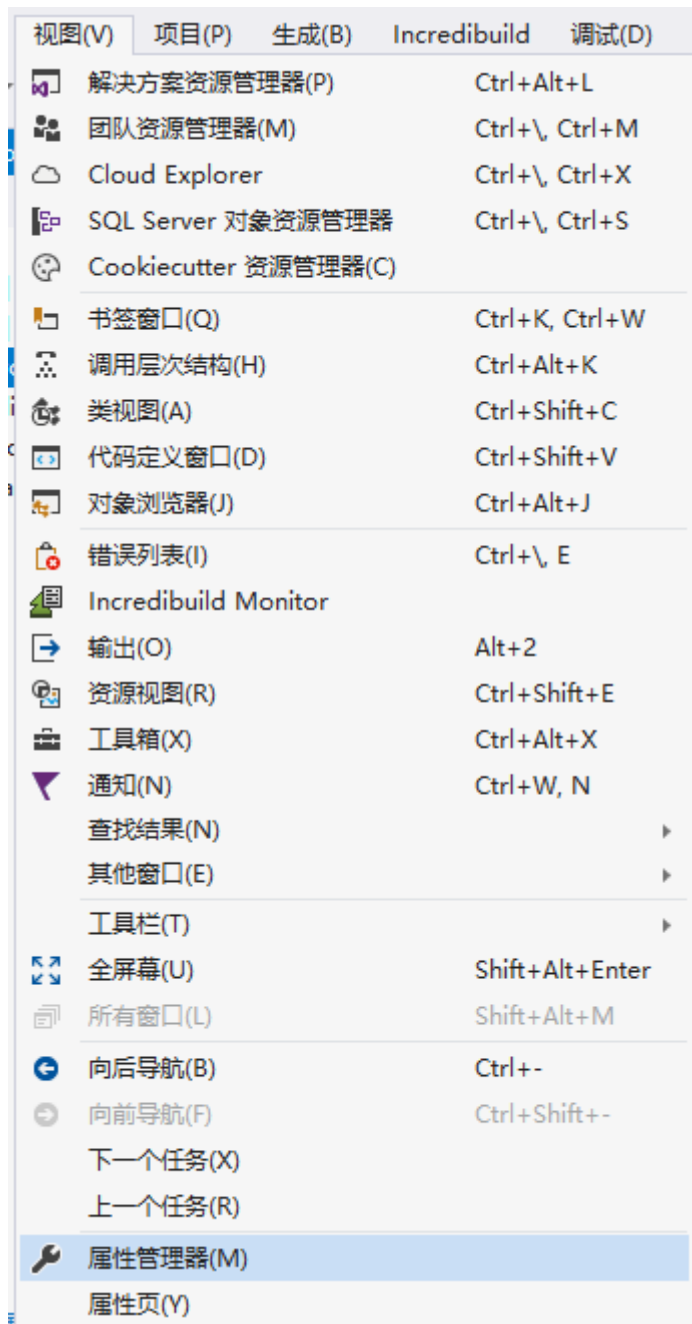 视图(V) 项目(P) 生成(B) Incredibuild 调试(D)
解决方案资源管理器(P) Ctrl+Alt+L
团队资源管理器(M) Ctrl+\, Ctrl+M
Cloud Explorer Ctrl+\, Ctrl+X
SQL Server 对象资源管理器 Ctrl+\, Ctrl+S
Cookiecutter 资源管理器(C)
书签窗口(Q) Ctrl+K, Ctrl+W
调用层次结构(H) Ctrl+Alt+K
类视图(A) Ctrl+Shift+C
代码定义窗口(D) Ctrl+Shift+V
对象浏览器(J) Ctrl+Alt+J
错误列表(I) Ctrl+\, E
Incredibuild Monitor
输出(O) Alt+2
资源视图(R) Ctrl+Shift+E
工具箱(X) Ctrl+Alt+X
通知(N) Ctrl+W, N
查找结果(N)
其他窗口(E)
工具栏(T)
全屏幕(U) Shift+Alt+Enter
所有窗口(L) Shift+Alt+M
向后导航(B) Ctrl+-
向前导航(F) Ctrl+Shift+-
下一个任务(X)
上一个任务(R)
属性管理器(M)
属性页(Y)